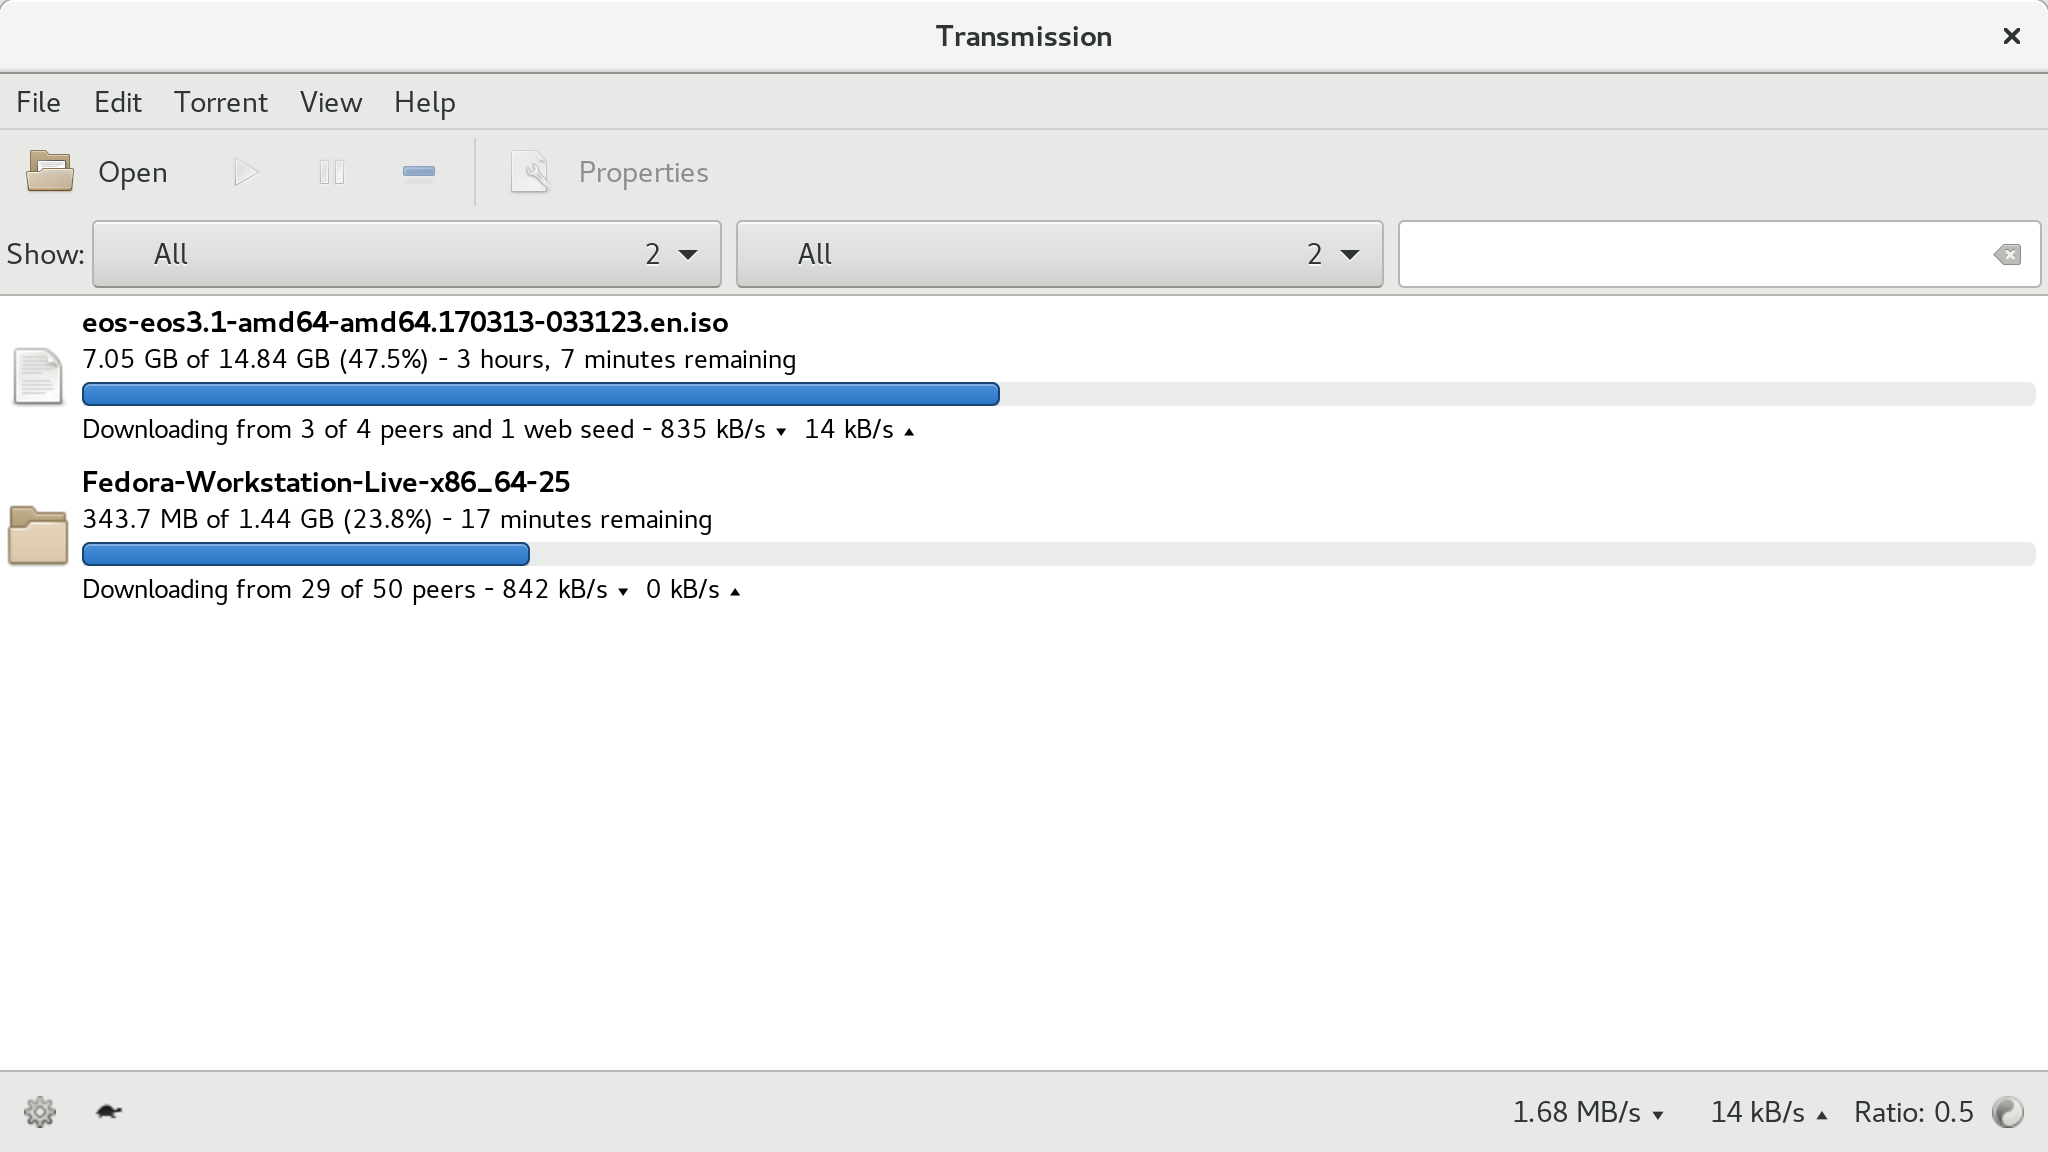 Transmission
File Edit Torrent View Help
Open Properties
Show: All 2 All 2
eos-eos3.1-amd64-amd64.170313-033123.en.iso
7.05 GB of 14.84 GB (47.5%) - 3 hours, 7 minutes remaining
Downloading from 3 of 4 peers and 1 web seed - 835 kB/s ▾ 14 kB/s ▴
Fedora-Workstation-Live-x86_64-25
343.7 MB of 1.44 GB (23.8%) - 17 minutes remaining
Downloading from 29 of 50 peers - 842 kB/s ▾ 0 kB/s ▴
1.68 MB/s ▾ 14 kB/s ▴ Ratio: 0.5